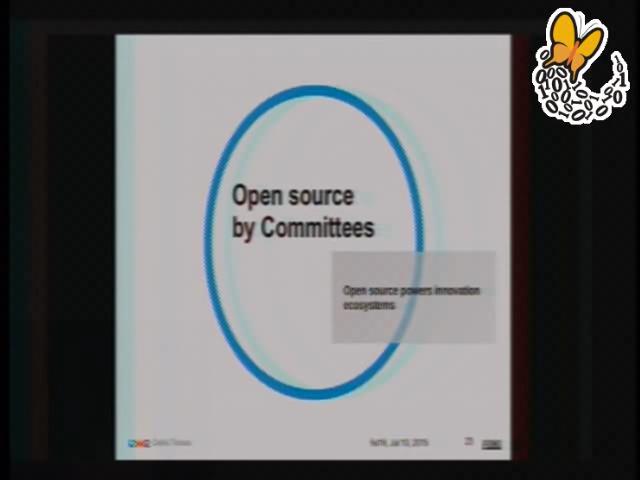 Open source
by Committees
Open source powers innovation
ecosystems